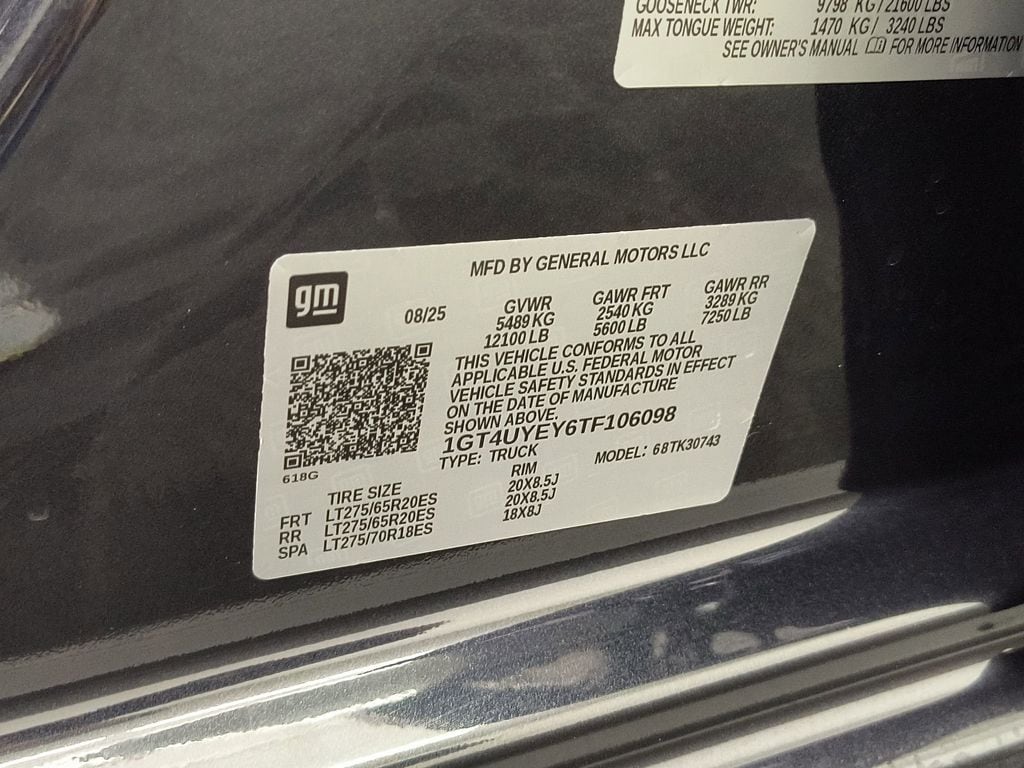 GOOSENECK TWR: 9798 KG/21600 LBS
MAX TONGUE WEIGHT: 1470 KG/ 3240 LBS
SEE OWNER'S MANUAL FOR MORE INFORMATION
gm
MFD BY GENERAL MOTORS LLC
08/25
GVWR GAWR FRT GAWR RR
5489 KG 2540 KG 3289 KG
12100 LB 5600 LB 7250 LB
THIS VEHICLE CONFORMS TO ALL
APPLICABLE U.S. FEDERAL MOTOR
VEHICLE SAFETY STANDARDS IN EFFECT
ON THE DATE OF MANUFACTURE
SHOWN ABOVE.
1GT4UYEY6TF106098
TYPE: TRUCK MODEL: 68TK30743
618G
TIRE SIZE RIM
FRT LT275/65R20ES 20X8.5J
RR LT275/65R20ES 20X8.5J
SPA LT275/70R18ES 18X8J